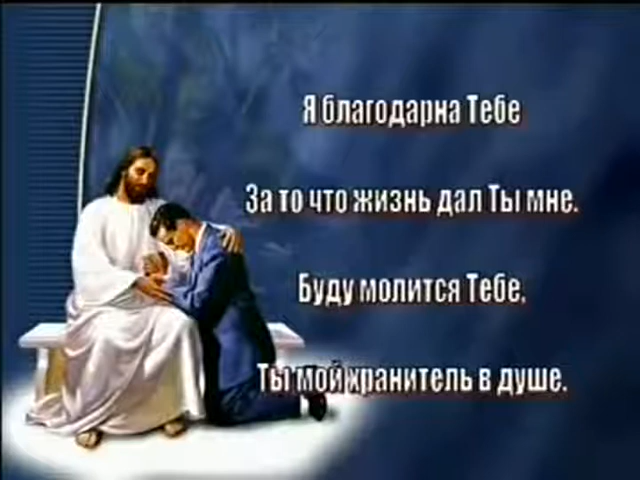 Я благодарна Тебе
За то что жизнь дал Ты мне.
Буду молится Тебе.
Ты мой хранитель в душе.